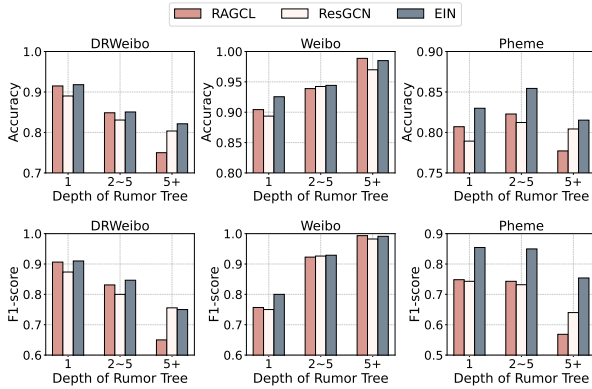 RAGCL ResGCN EIN
DRWeibo Weibo Pheme
Accuracy
1.0
0.9
0.8
0.7
1 2~5 5+
Depth of Rumor Tree
Accuracy
1.00
0.95
0.90
0.85
0.80
1 2~5 5+
Depth of Rumor Tree
Accuracy
0.90
0.85
0.80
0.75
1 2~5 5+
Depth of Rumor Tree
DRWeibo Weibo Pheme
F1-score
1.0
0.9
0.8
0.7
0.6
1 2~5 5+
Depth of Rumor Tree
F1-score
1.0
0.9
0.8
0.7
0.6
1 2~5 5+
Depth of Rumor Tree
F1-score
0.9
0.8
0.7
0.6
0.5
1 2~5 5+
Depth of Rumor Tree